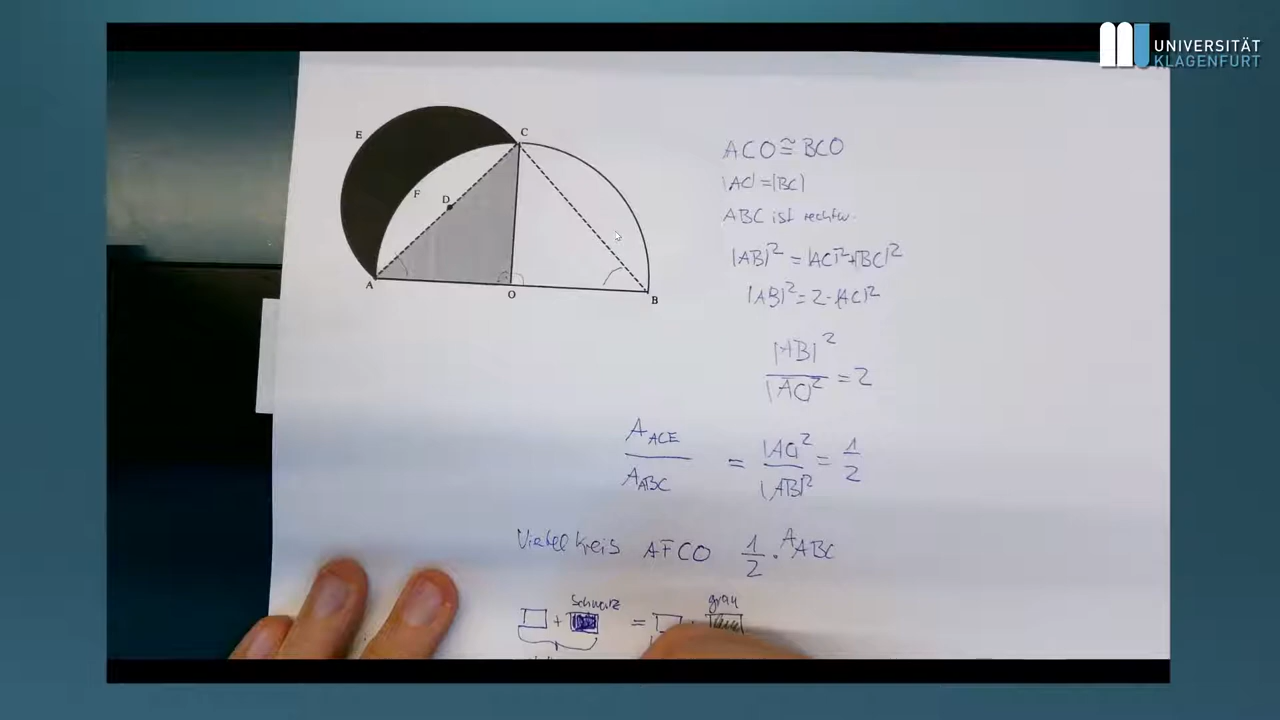 UNIVERSITÄT
KLAGENFURT
E
C
F
D
A
O
B
ACO ≅ BCO
|AC| = |BC|
ABC ist rechtw.
|AB|² = |AC|² + |BC|²
|AB|² = 2·|AC|²
|AB|² / |AC|² = 2
A_ACE / A_ABC = |AC|² / |AB|² = 1/2
Viertelkreis AFCO 1/2 · A_ABC
schwarz grau
+ =